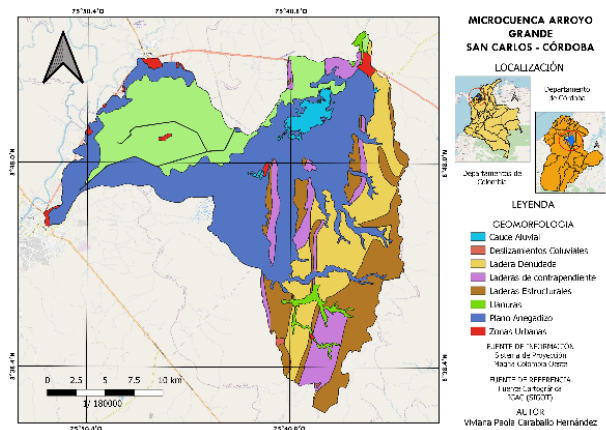 MICROCUENCA ARROYO
GRANDE
SAN CARLOS - CÓRDOBA
LOCALIZACIÓN
Departamento
de Córdoba
Departamentos de
Colombia
LEYENDA
GEOMORFOLOGIA
Cauce Aluvial
Deslizamientos Coluviales
Ladera Denudada
Laderas de contrapendiente
Laderas Estructurales
Llanuras
Plano Anegadizo
Zonas Urbanas
FUENTE DE INFORMACIÓN
Sistema de Proyección
Magna Colombia Oeste
FUENTE DE REFERENCIA
Fuente Cartográfica
IGAC (SIGOT)
AUTOR
Viviana Paola Caraballo Hernández
0 2.5 5 7.5 10 km
1/ 180000